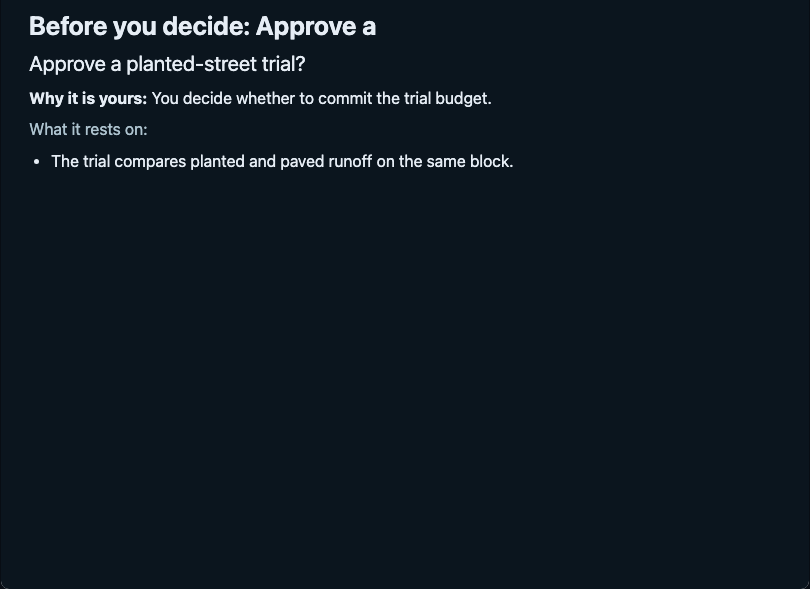 Before you decide: Approve a
Approve a planted-street trial?
Why it is yours: You decide whether to commit the trial budget.
What it rests on:
• The trial compares planted and paved runoff on the same block.